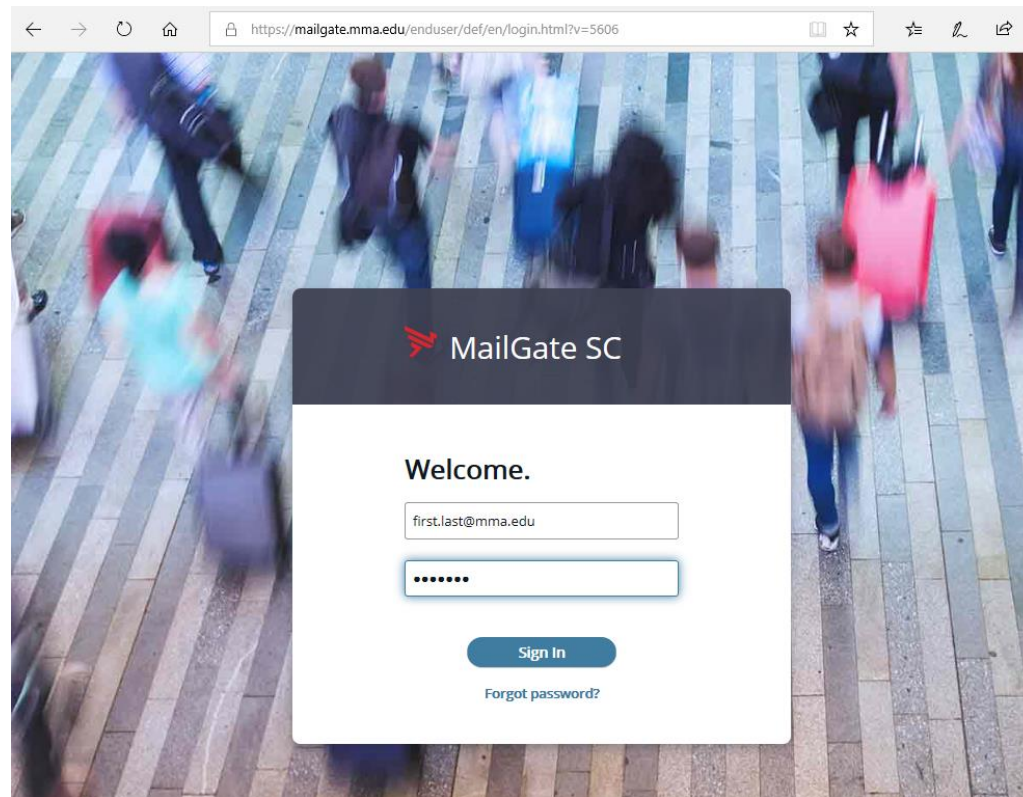 https://mailgate.mma.edu/enduser/def/en/login.html?v=5606
MailGate SC
Welcome.
first.last@mma.edu
•••••••
Sign In
Forgot password?